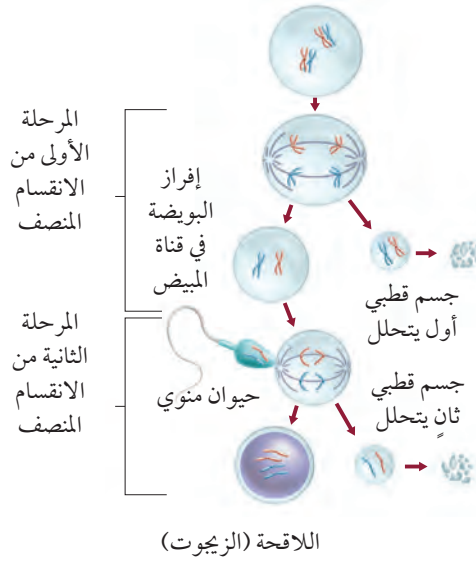 المرحلة
الأولى من
الانقسام
المنصف
إفراز
البويضة
في قناة
المبيض
جسم قطبي
أول يتحلل
المرحلة
الثانية من
الانقسام
المنصف
حيوان منوي
جسم قطبي
ثانٍ يتحلل
اللاقحة (الزيجوت)